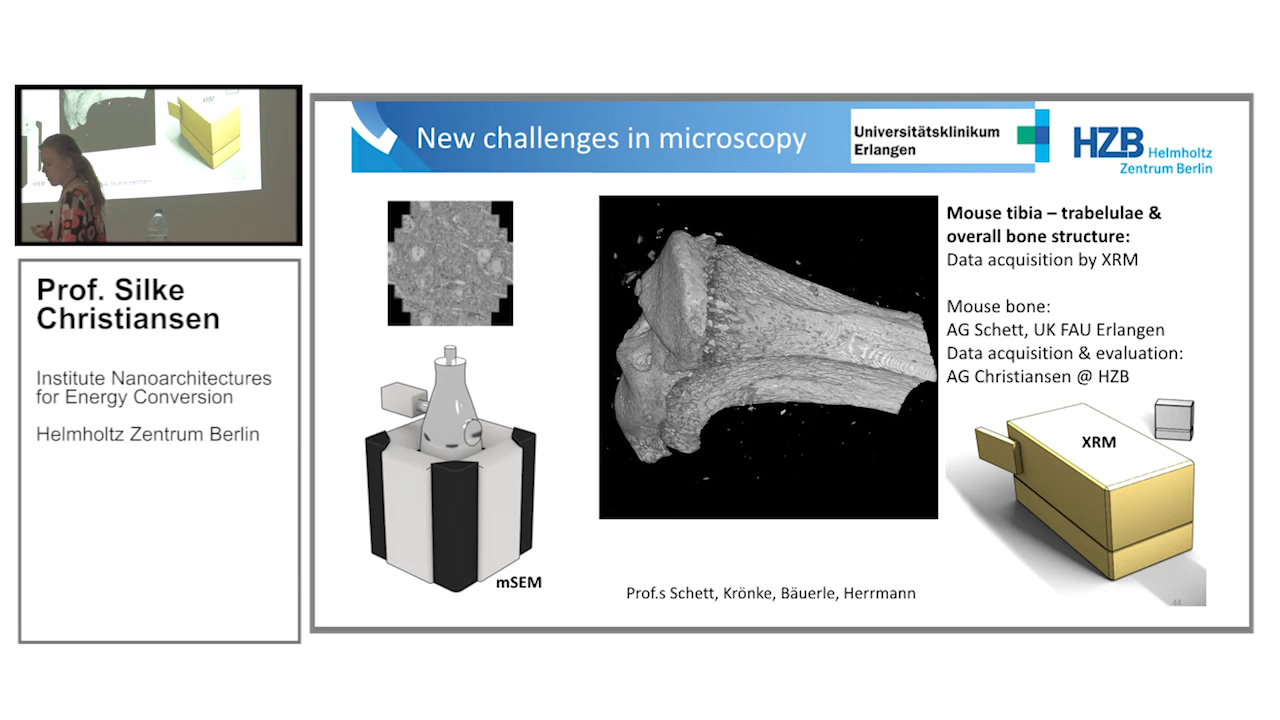 XRM
Prof. Silke
Christiansen
Institute Nanoarchitectures
for Energy Conversion
Helmholtz Zentrum Berlin
New challenges in microscopy
Universitätsklinikum
Erlangen
HZB Helmholtz
Zentrum Berlin
Mouse tibia – trabelulae &
overall bone structure:
Data acquisition by XRM
Mouse bone:
AG Schett, UK FAU Erlangen
Data acquisition & evaluation:
AG Christiansen @ HZB
XRM
mSEM
Prof.s Schett, Krönke, Bäuerle, Herrmann